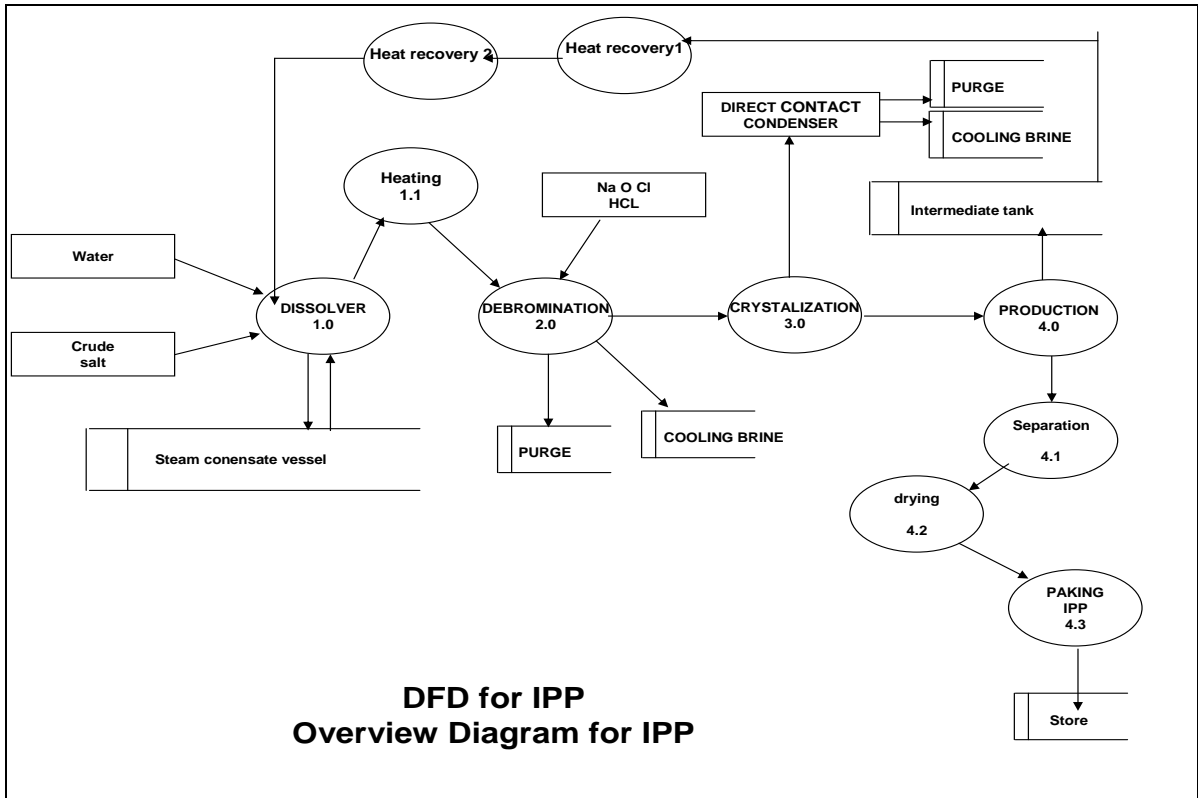 Heat recovery 2
Heat recovery1
PURGE
DIRECT CONTACT
CONDENSER
COOLING BRINE
Heating
1.1
Na O Cl
HCL
Intermediate tank
Water
DISSOLVER
1.0
DEBROMINATION
2.0
CRYSTALIZATION
3.0
PRODUCTION
4.0
Crude
salt
Separation
4.1
COOLING BRINE
PURGE
Steam conensate vessel
drying
4.2
PAKING
IPP
4.3
Store
DFD for IPP
Overview Diagram for IPP